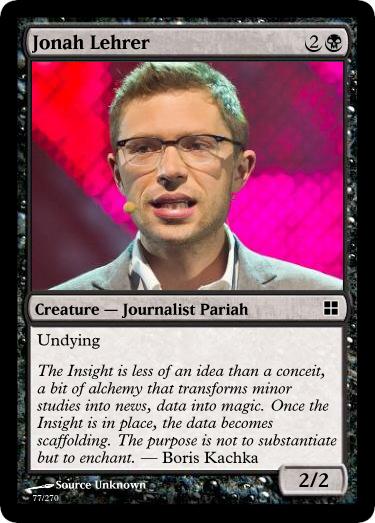 Jonah Lehrer 2
Creature — Journalist Pariah
Undying
The Insight is less of an idea than a conceit,
a bit of alchemy that transforms minor
studies into news, data into magic. Once the
Insight is in place, the data becomes
scaffolding. The purpose is not to substantiate
but to enchant. — Boris Kachka
2/2
Source Unknown
77/270